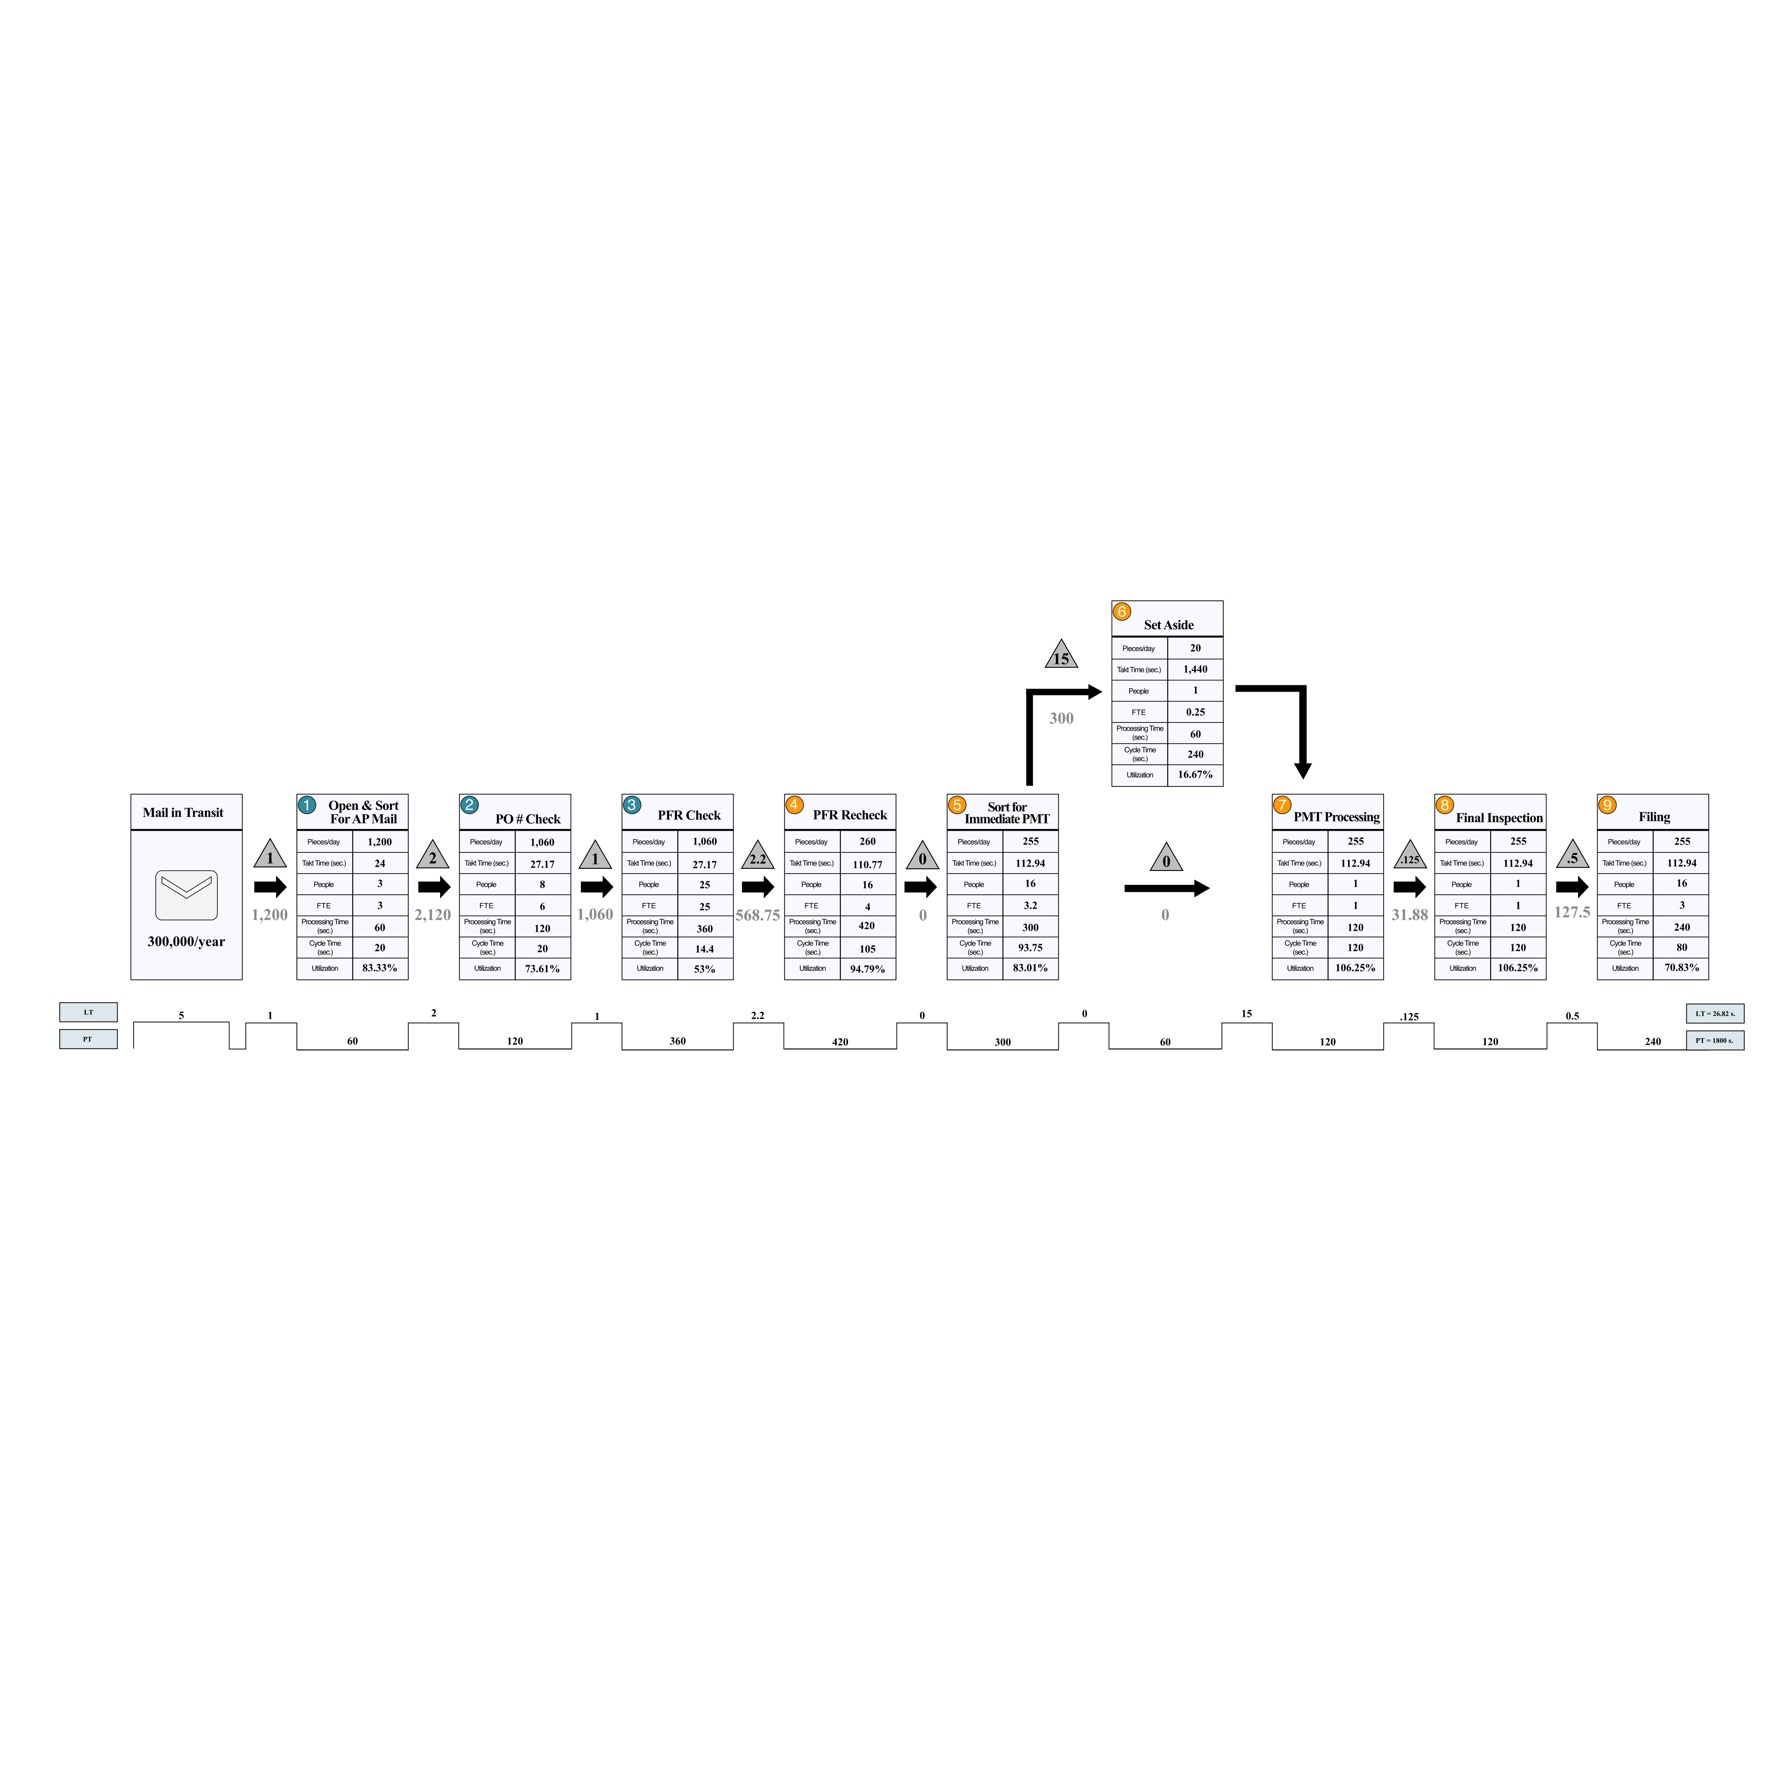 6
Set Aside
Pieces/day 20
Takt Time (sec.) 1,440
People 1
FTE 0.25
Processing Time
(sec.) 60
Cycle Time
(sec.) 240
Utilization 16.67%
15
300
Mail in Transit
300,000/year
1
1,200
1
Open & Sort
For AP Mail
Pieces/day 1,200
Takt Time (sec.) 24
People 3
FTE 3
Processing Time
(sec.) 60
Cycle Time
(sec.) 20
Utilization 83.33%
2
2,120
2
PO # Check
Pieces/day 1,060
Takt Time (sec.) 27.17
People 8
FTE 6
Processing Time
(sec.) 120
Cycle Time
(sec.) 20
Utilization 73.61%
1
1,060
3
PFR Check
Pieces/day 1,060
Takt Time (sec.) 27.17
People 25
FTE 25
Processing Time
(sec.) 360
Cycle Time
(sec.) 14.4
Utilization 53%
2.2
568.75
4
PFR Recheck
Pieces/day 260
Takt Time (sec.) 110.77
People 16
FTE 4
Processing Time
(sec.) 420
Cycle Time
(sec.) 105
Utilization 94.79%
0
0
5
Sort for
Immediate PMT
Pieces/day 255
Takt Time (sec.) 112.94
People 16
FTE 3.2
Processing Time
(sec.) 300
Cycle Time
(sec.) 93.75
Utilization 83.01%
0
0
7
PMT Processing
Pieces/day 255
Takt Time (sec.) 112.94
People 1
FTE 1
Processing Time
(sec.) 120
Cycle Time
(sec.) 120
Utilization 106.25%
.125
31.88
8
Final Inspection
Pieces/day 255
Takt Time (sec.) 112.94
People 1
FTE 1
Processing Time
(sec.) 120
Cycle Time
(sec.) 120
Utilization 106.25%
.5
127.5
9
Filing
Pieces/day 255
Takt Time (sec.) 112.94
People 16
FTE 3
Processing Time
(sec.) 240
Cycle Time
(sec.) 80
Utilization 70.83%
LT 5 1 2 1 2.2 0 0 15 .125 0.5 LT = 26.82 s.
PT 60 120 360 420 300 60 120 120 240 PT = 1800 s.